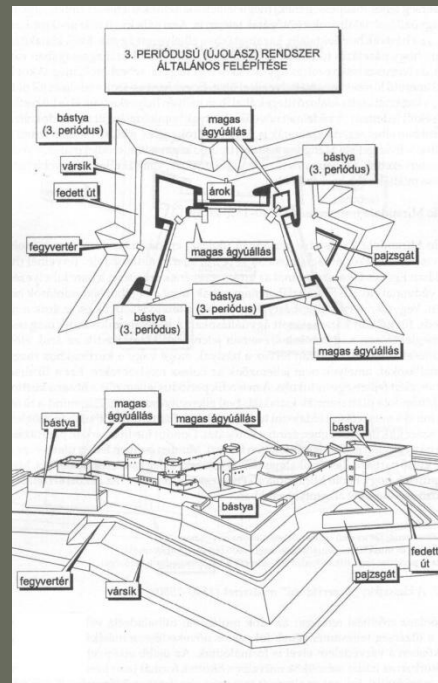 3. PERIÓDUSÚ (ÚJOLASZ) RENDSZER
ÁLTALÁNOS FELÉPÍTÉSE
bástya
(3. periódus)
magas
ágyúállás
bástya
(3. periódus)
vársík
árok
fedett út
fegyvertér
magas ágyúállás
pajzsgát
bástya
(3. periódus)
bástya
(3. periódus)
magas ágyúállás
magas
ágyúállás
magas ágyúállás
bástya
bástya
bástya
fegyvertér
vársík
pajzsgát
fedett
út